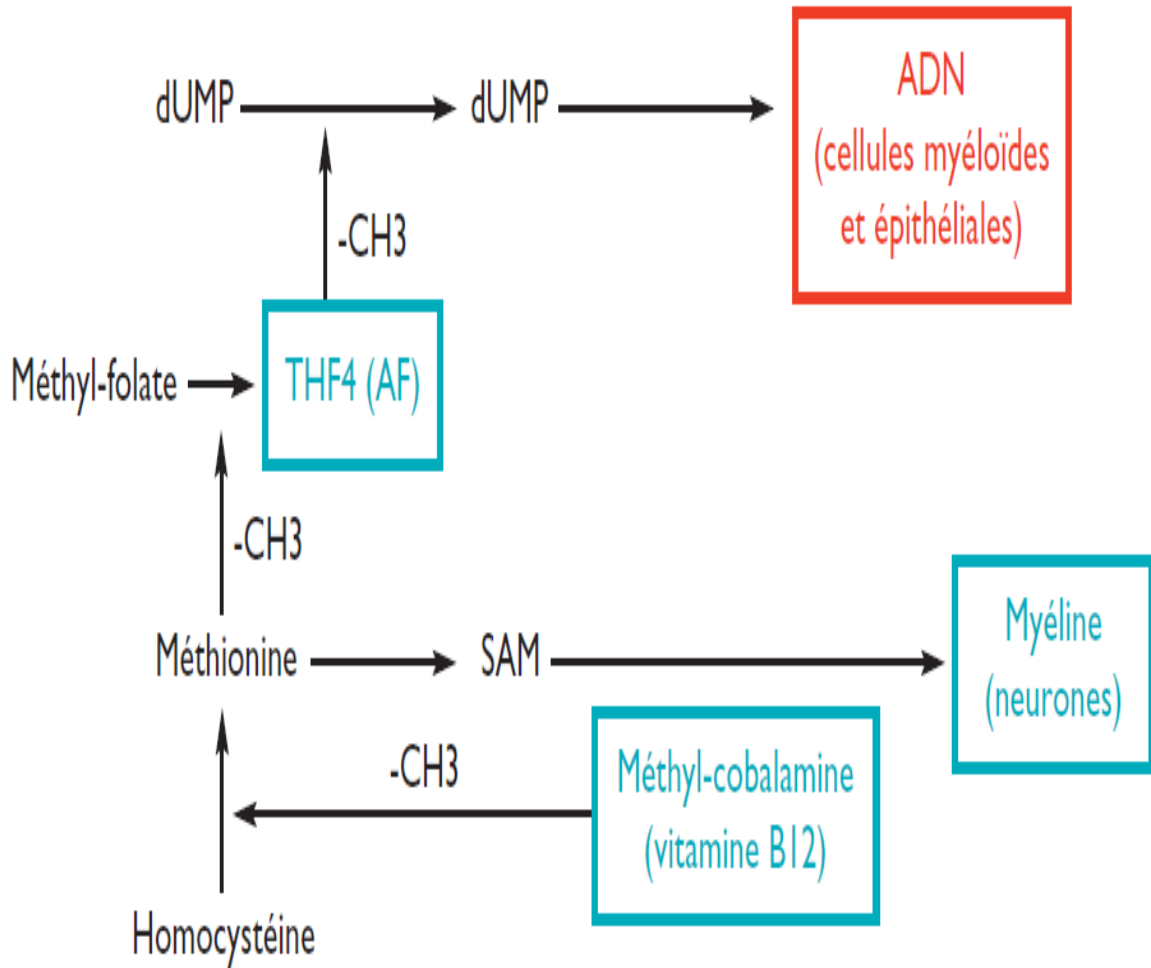 dUMP
dUMP
ADN
(cellules myéloïdes
et épithéliales)
-CH3
Méthyl-folate
THF4 (AF)
-CH3
Méthionine
SAM
Myéline
(neurones)
-CH3
Méthyl-cobalamine
(vitamine B12)
Homocystéine